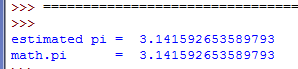 >>> ================================
>>>
estimated pi =  3.141592653589793
math.pi      =  3.141592653589793